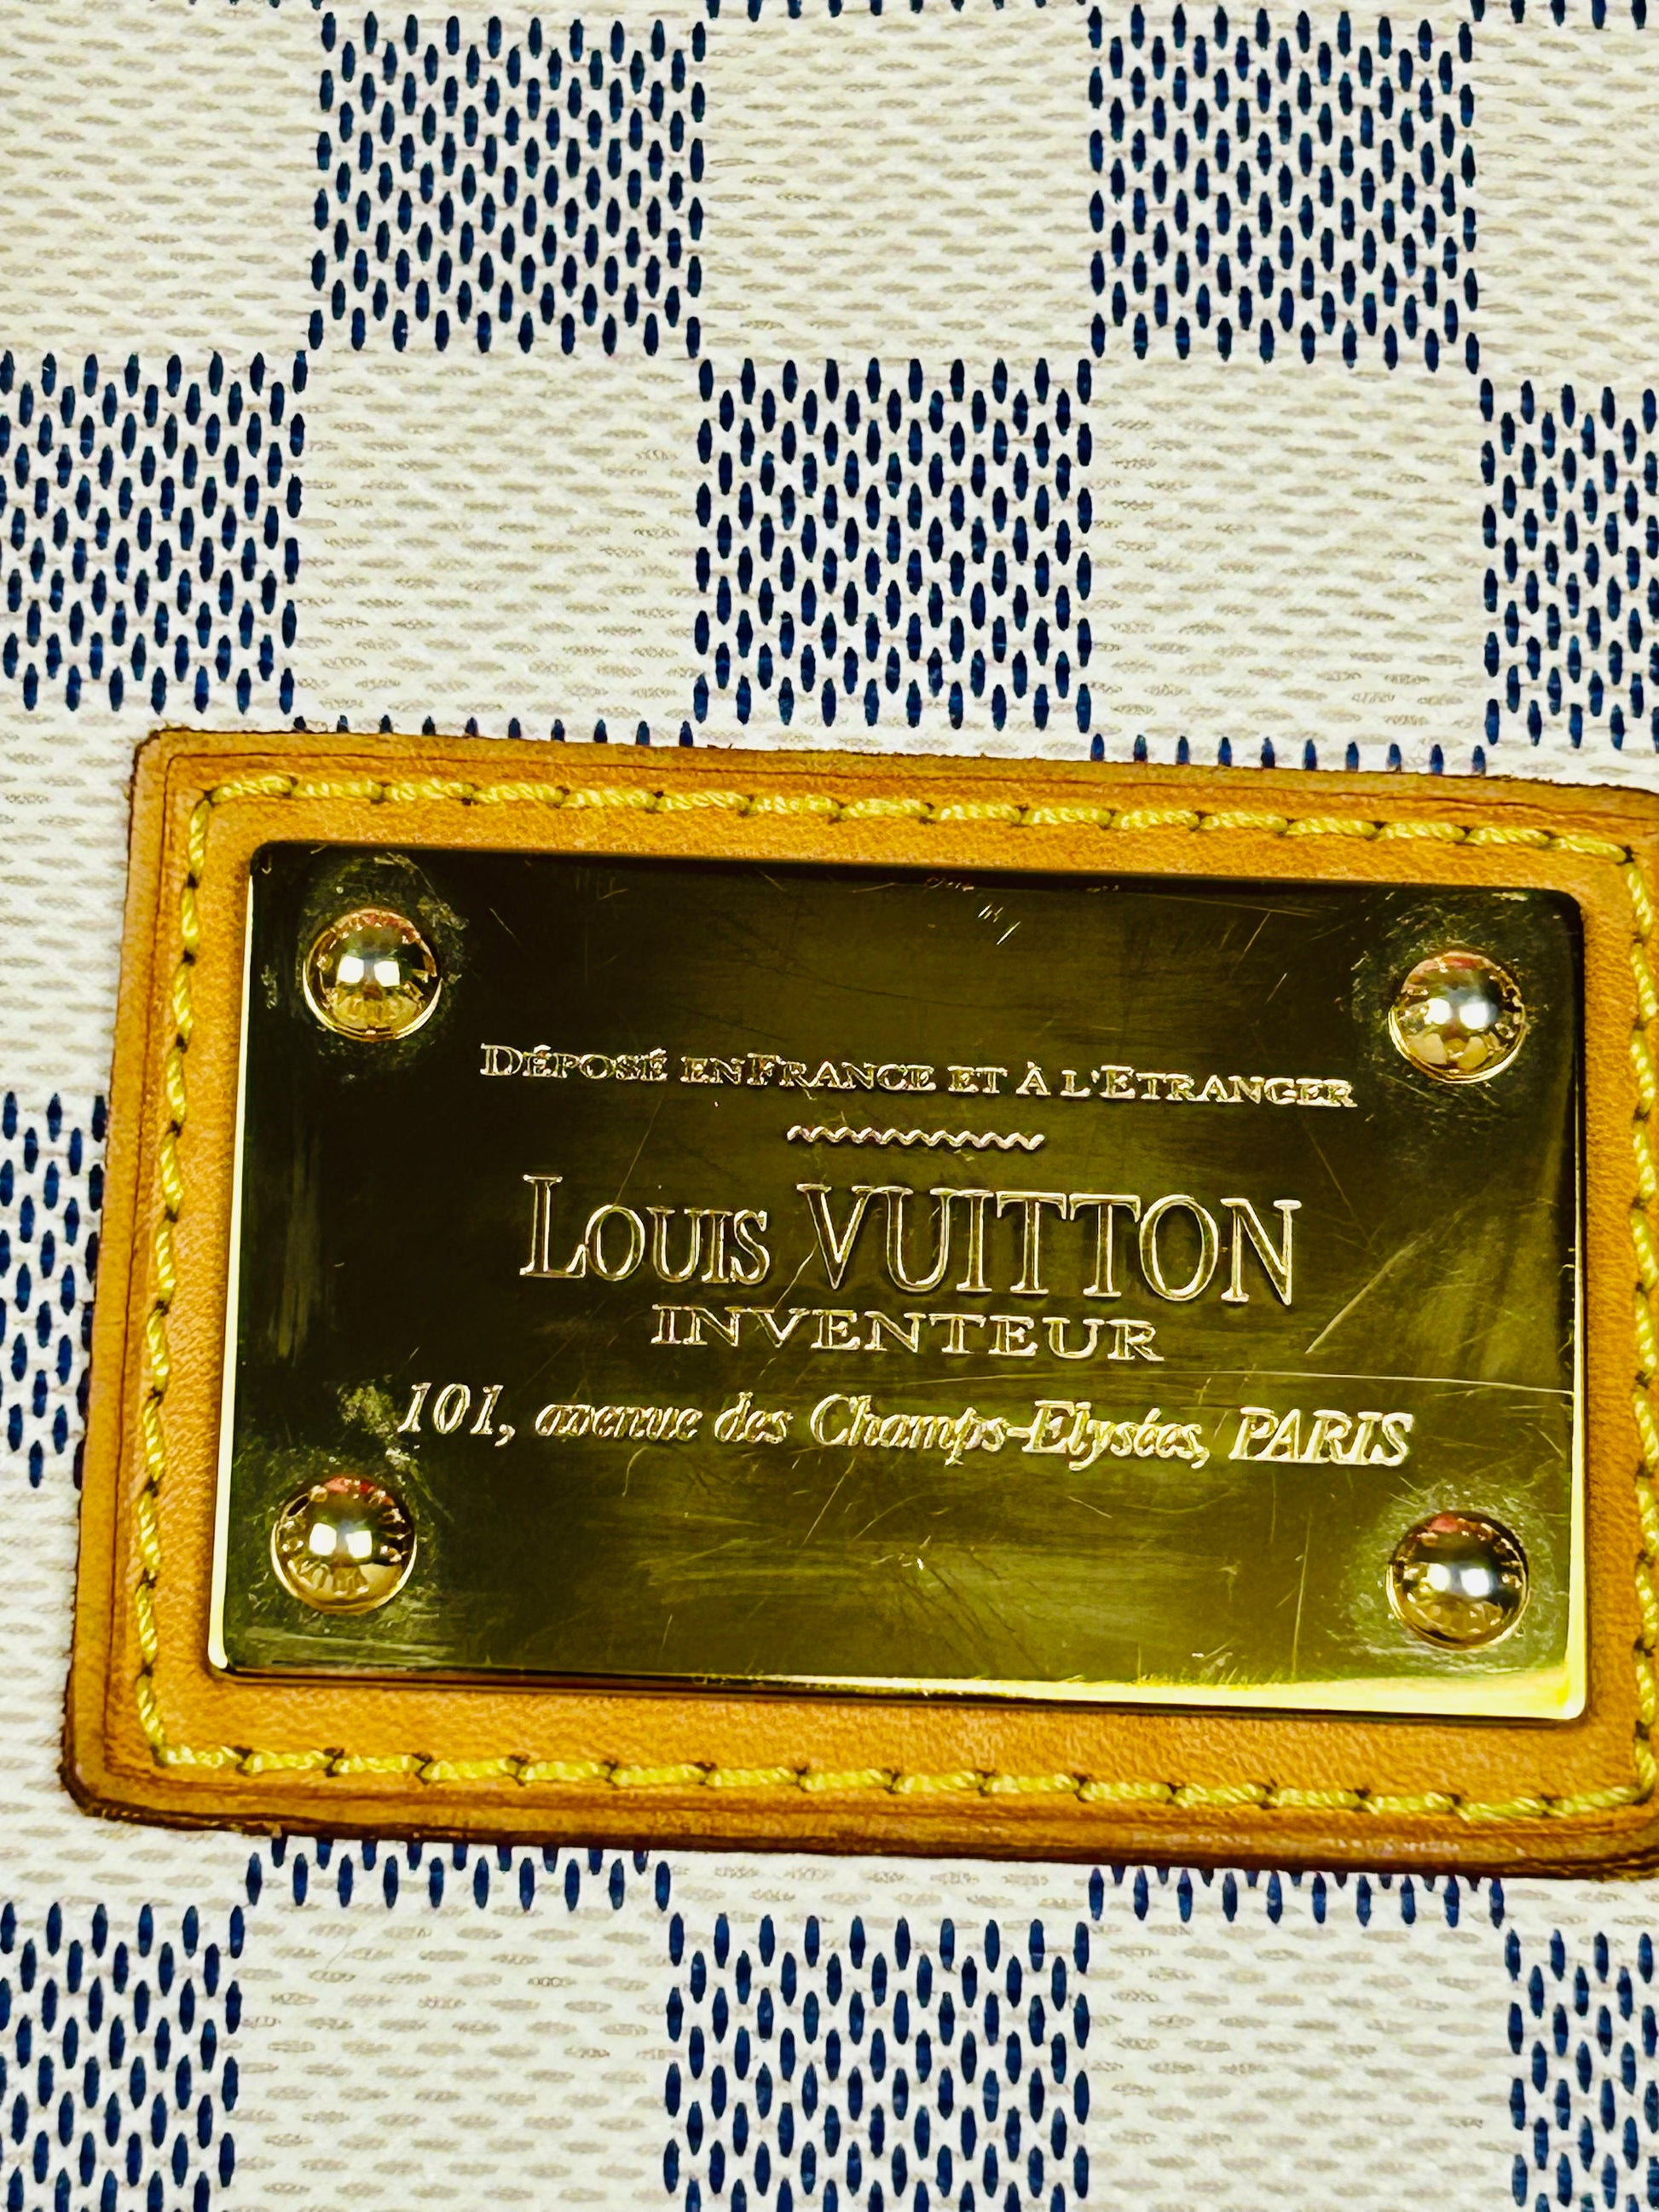 DÉPOSÉ EN FRANCE ET À L'ETRANGER
LOUIS VUITTON
INVENTEUR
101, avenue des Champs-Elysées, PARIS